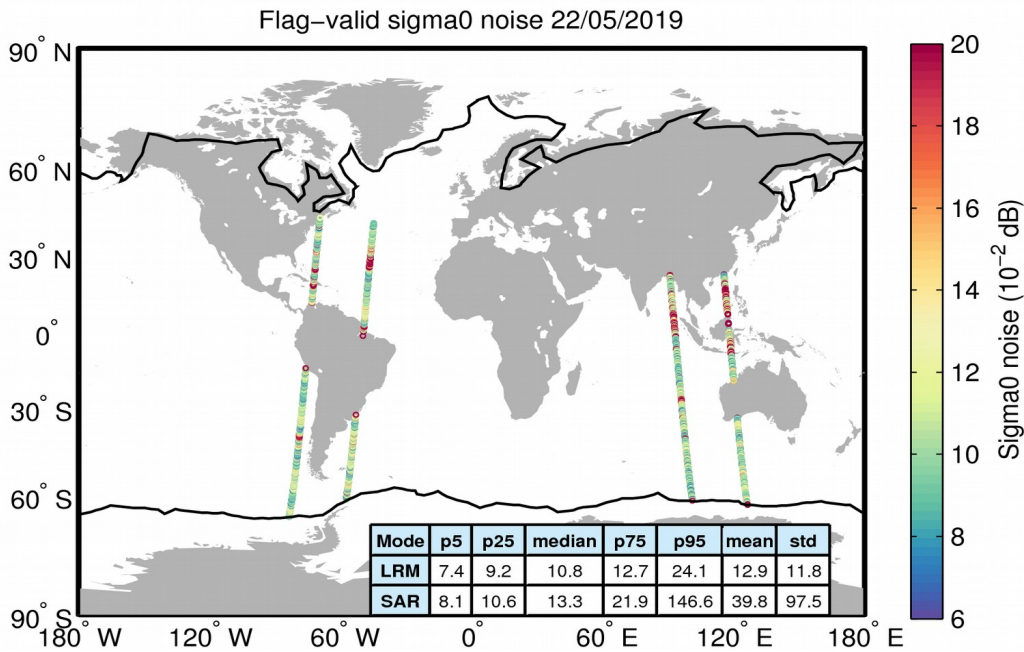 Flag−valid sigma0 noise 22/05/2019
90° N
60° N
30° N
0°
30° S
60° S
90° S
180° W
120° W
60° W
0°
60° E
120° E
180° E
Mode p5 p25 median p75 p95 mean std
LRM 7.4 9.2 10.8 12.7 24.1 12.9 11.8
SAR 8.1 10.6 13.3 21.9 146.6 39.8 97.5
20
18
16
14
12
10
8
6
Sigma0 noise (10⁻² dB)